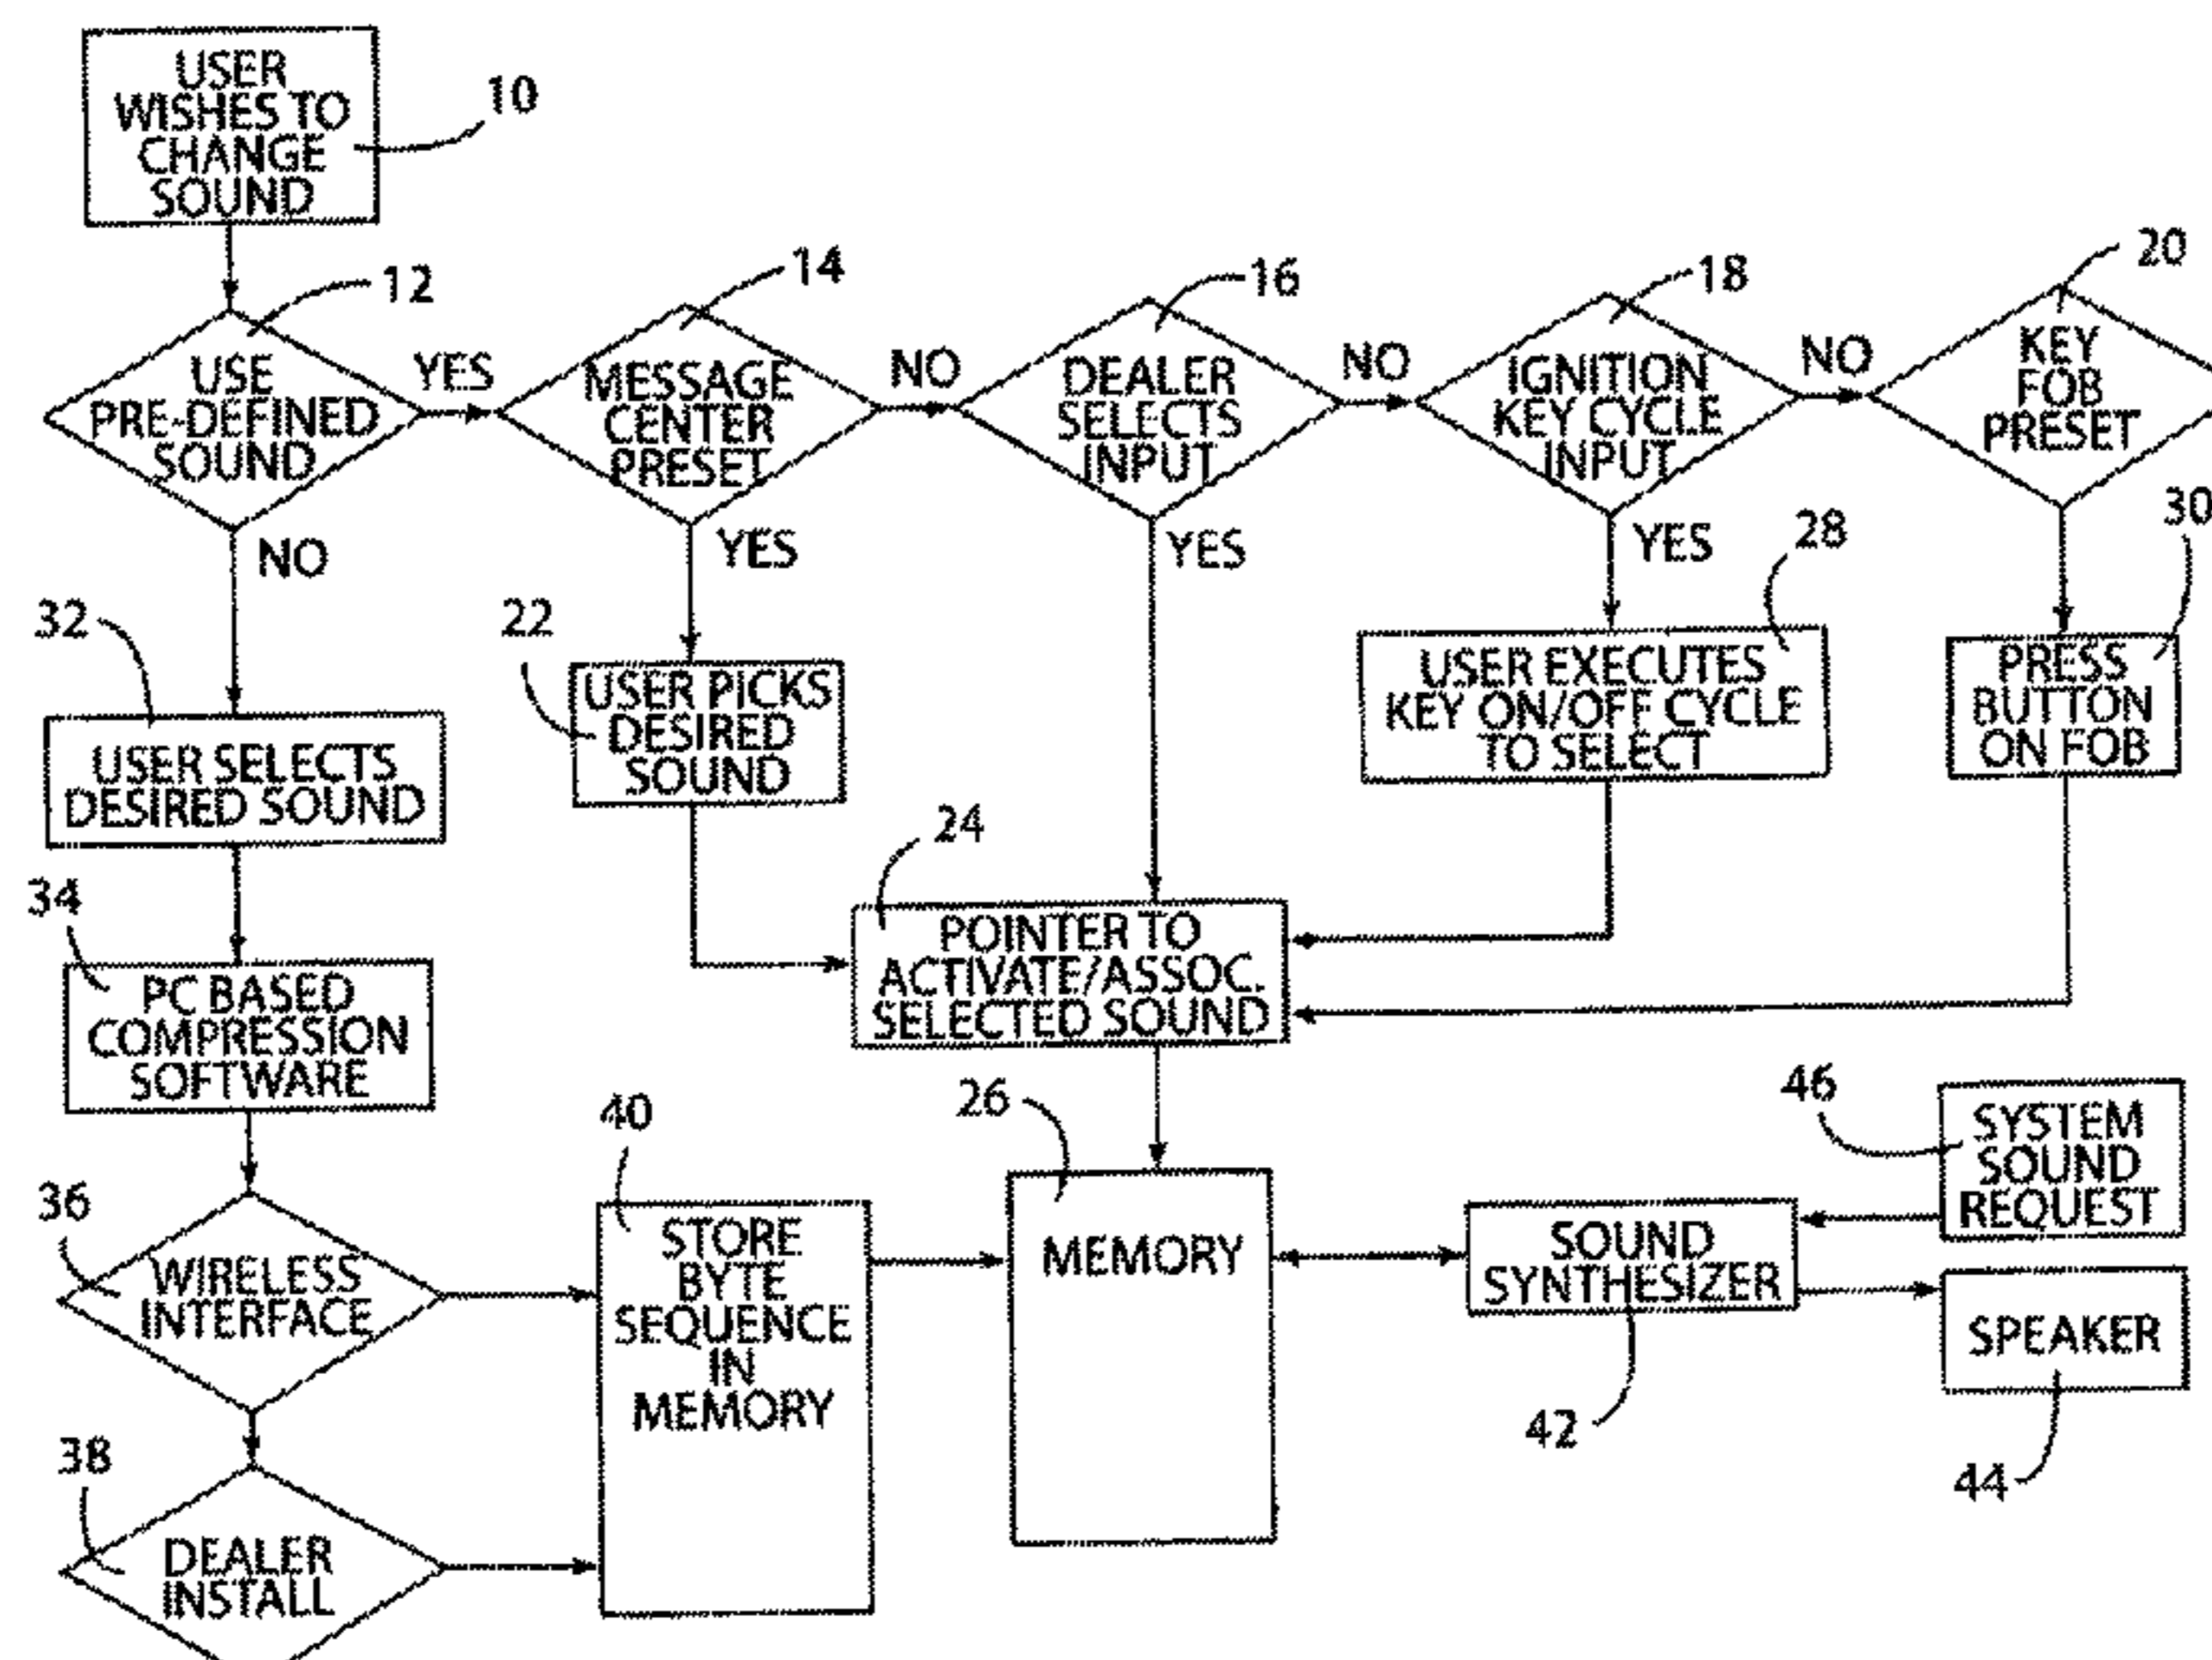 USER
WISHES TO
CHANGE
SOUND
10
12
14
16
18
20
USE
PRE-DEFINED
SOUND
YES
MESSAGE
CENTER
PRESET
NO
DEALER
SELECTS
INPUT
NO
IGNITION
KEY CYCLE
INPUT
NO
KEY
FOB
PRESET
NO
YES
YES
YES
28
30
32
USER SELECTS
DESIRED SOUND
22
USER PICKS
DESIRED
SOUND
USER EXECUTES
KEY ON/OFF CYCLE
TO SELECT
PRESS
BUTTON
ON FOB
24
POINTER TO
ACTIVATE/ASSOC.
SELECTED SOUND
34
PC BASED
COMPRESSION
SOFTWARE
36
WIRELESS
INTERFACE
40
STORE
BYTE
SEQUENCE
IN
MEMORY
26
MEMORY
SOUND
SYNTHESIZER
42
46
SYSTEM
SOUND
REQUEST
SPEAKER
44
38
DEALER
INSTALL